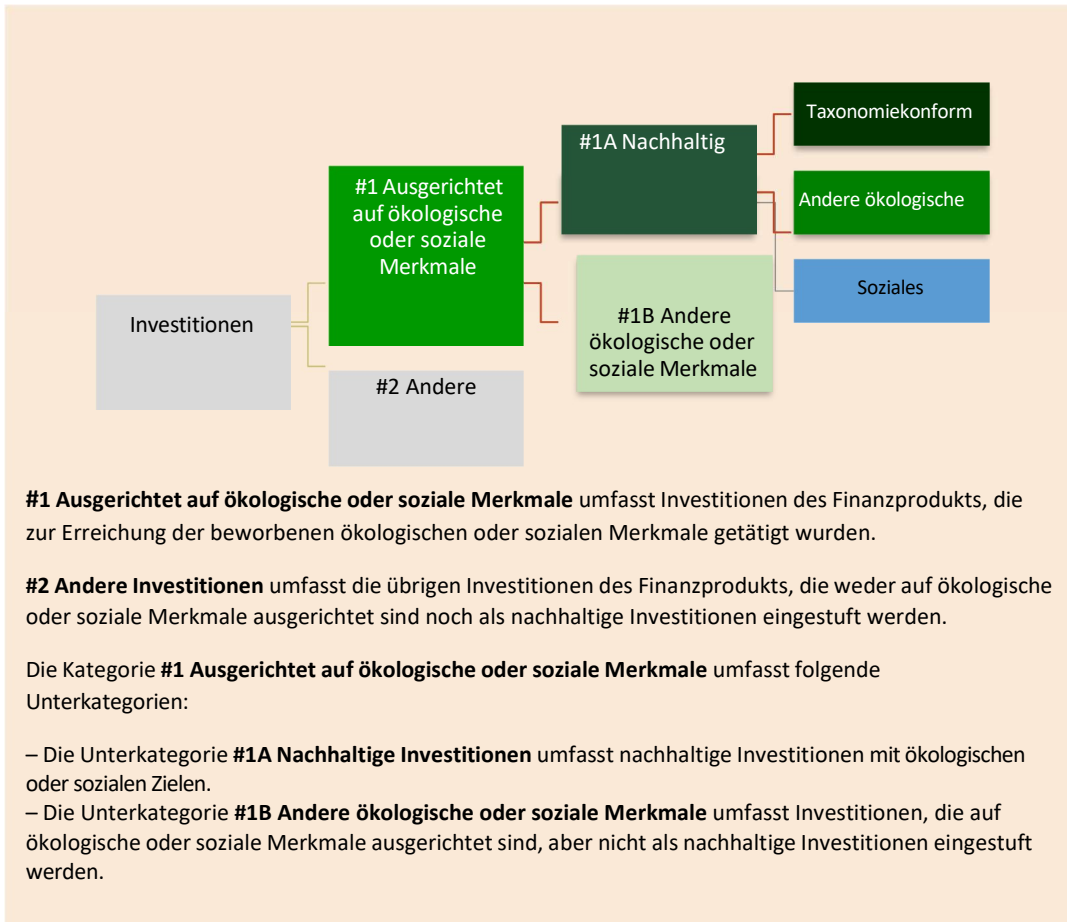 Taxonomiekonform
#1A Nachhaltig
#1 Ausgerichtet
auf ökologische
oder soziale
Merkmale
Andere ökologische
Soziales
Investitionen
#1B Andere
ökologische oder
soziale Merkmale
#2 Andere
#1 Ausgerichtet auf ökologische oder soziale Merkmale umfasst Investitionen des Finanzprodukts, die
zur Erreichung der beworbenen ökologischen oder sozialen Merkmale getätigt wurden.
#2 Andere Investitionen umfasst die übrigen Investitionen des Finanzprodukts, die weder auf ökologische
oder soziale Merkmale ausgerichtet sind noch als nachhaltige Investitionen eingestuft werden.
Die Kategorie #1 Ausgerichtet auf ökologische oder soziale Merkmale umfasst folgende
Unterkategorien:
– Die Unterkategorie #1A Nachhaltige Investitionen umfasst nachhaltige Investitionen mit ökologischen
oder sozialen Zielen.
– Die Unterkategorie #1B Andere ökologische oder soziale Merkmale umfasst Investitionen, die auf
ökologische oder soziale Merkmale ausgerichtet sind, aber nicht als nachhaltige Investitionen eingestuft
werden.